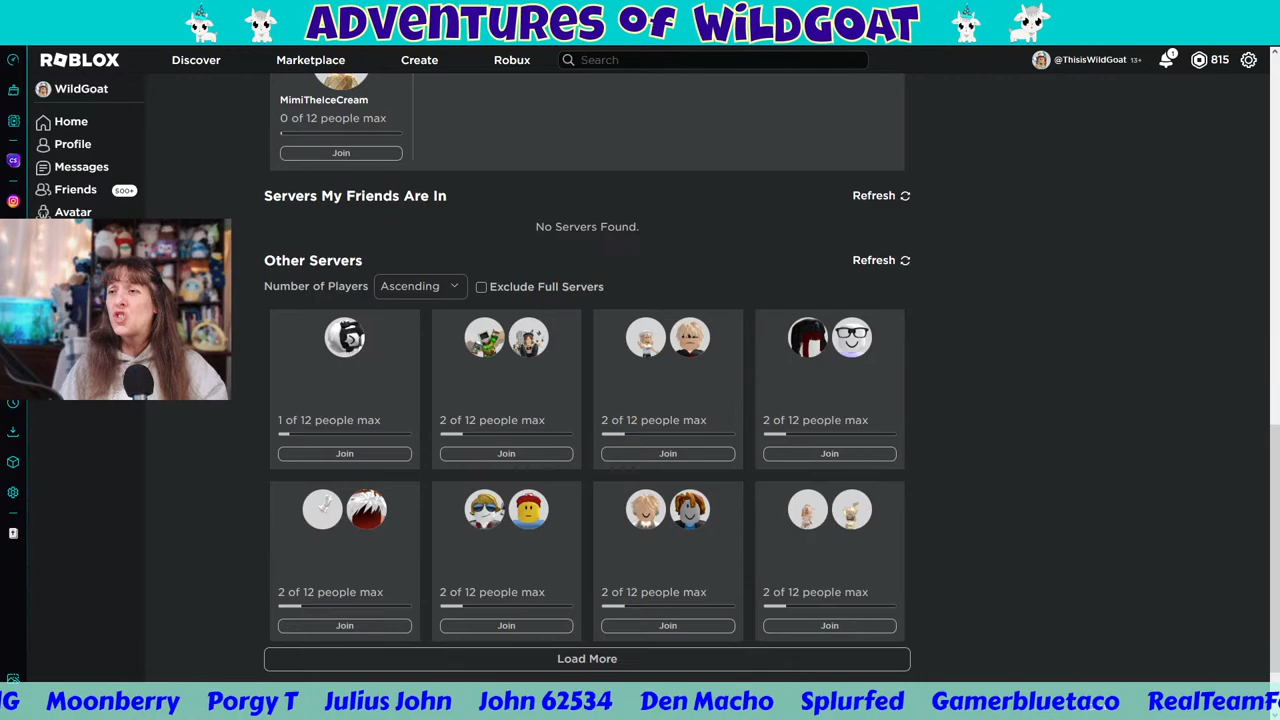 ADVENTURES OF WILDGOAT
ROBLOX Discover Marketplace Create Robux Search @ThisisWildGoat 13+ 1 815
WildGoat
Home
Profile
Messages
Friends 500+
Avatar
MimiTheIceCream
0 of 12 people max
Join
Servers My Friends Are In Refresh
No Servers Found.
Other Servers Refresh
Number of Players Ascending Exclude Full Servers
1 of 12 people max 2 of 12 people max 2 of 12 people max 2 of 12 people max
Join Join Join Join
2 of 12 people max 2 of 12 people max 2 of 12 people max 2 of 12 people max
Join Join Join Join
Load More
Moonberry Porgy T Julius John John 62534 Den Macho Splurfed Gamerbluetaco